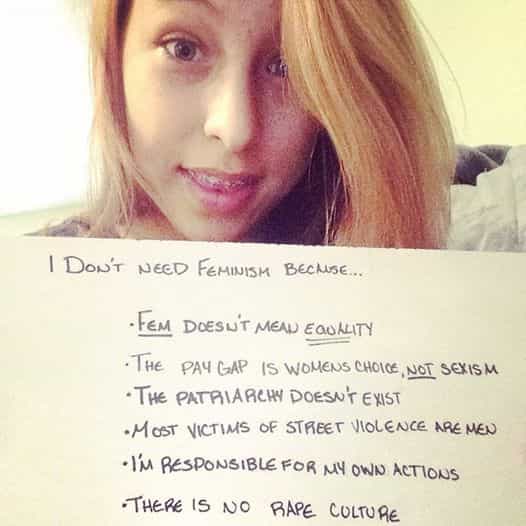 I DON'T NEED FEMINISM BECAUSE...
• FEM DOESN'T MEAN EQUALITY
• THE PAY GAP IS WOMENS CHOICE, NOT SEXISM
• THE PATRIARCHY DOESN'T EXIST
• MOST VICTIMS OF STREET VIOLENCE ARE MEN
• I'M RESPONSIBLE FOR MY OWN ACTIONS
• THERE IS NO RAPE CULTURE